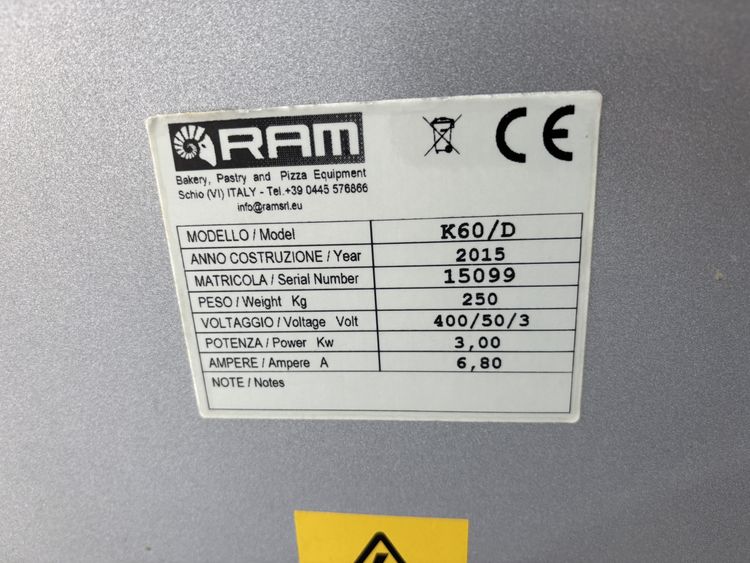 RAM
CE
Bakery, Pastry and Pizza Equipment
Schio (VI) ITALY - Tel.+39 0445 576866
info@ramsrl.eu
MODELLO / Model K60/D
ANNO COSTRUZIONE / Year 2015
MATRICOLA / Serial Number 15099
PESO / Weight Kg 250
VOLTAGGIO / Voltage Volt 400/50/3
POTENZA / Power Kw 3,00
AMPERE / Ampere A 6,80
NOTE / Notes